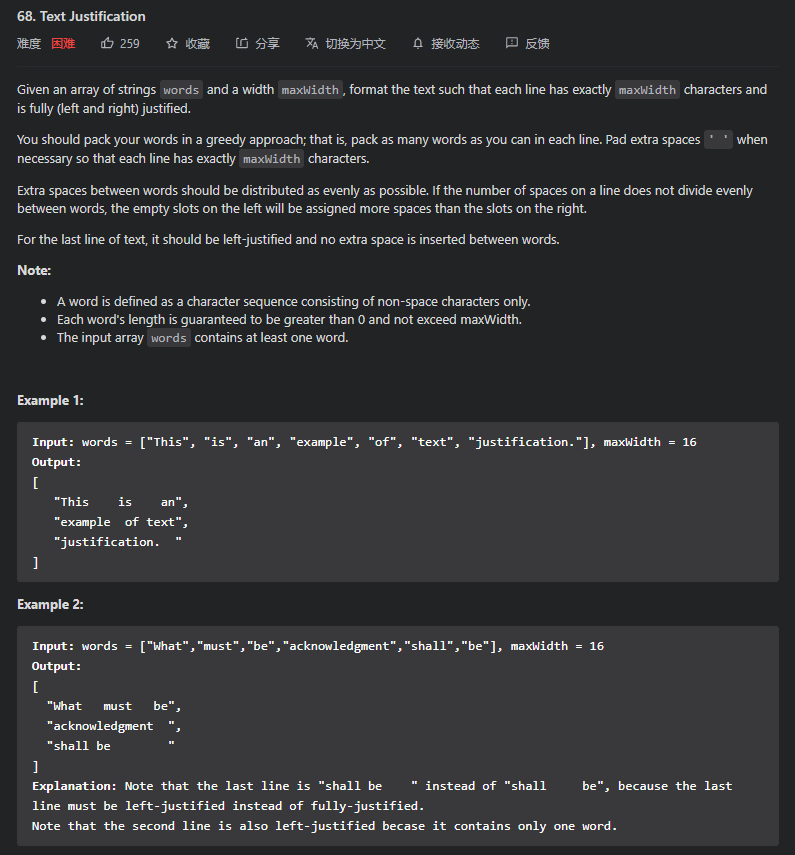 68. Text Justification
难度 困难 259 收藏 分享 切换为中文 接收动态 反馈
Given an array of strings words and a width maxWidth, format the text such that each line has exactly maxWidth characters and
is fully (left and right) justified.
You should pack your words in a greedy approach; that is, pack as many words as you can in each line. Pad extra spaces ' ' when
necessary so that each line has exactly maxWidth characters.
Extra spaces between words should be distributed as evenly as possible. If the number of spaces on a line does not divide evenly
between words, the empty slots on the left will be assigned more spaces than the slots on the right.
For the last line of text, it should be left-justified and no extra space is inserted between words.
Note:
• A word is defined as a character sequence consisting of non-space characters only.
• Each word's length is guaranteed to be greater than 0 and not exceed maxWidth.
• The input array words contains at least one word.
Example 1:
Input: words = ["This", "is", "an", "example", "of", "text", "justification."], maxWidth = 16
Output:
[
   "This    is    an",
   "example  of text",
   "justification.  "
]
Example 2:
Input: words = ["What","must","be","acknowledgment","shall","be"], maxWidth = 16
Output:
[
  "What   must   be",
  "acknowledgment  ",
  "shall be        "
]
Explanation: Note that the last line is "shall be    " instead of "shall     be", because the last
line must be left-justified instead of fully-justified.
Note that the second line is also left-justified becase it contains only one word.